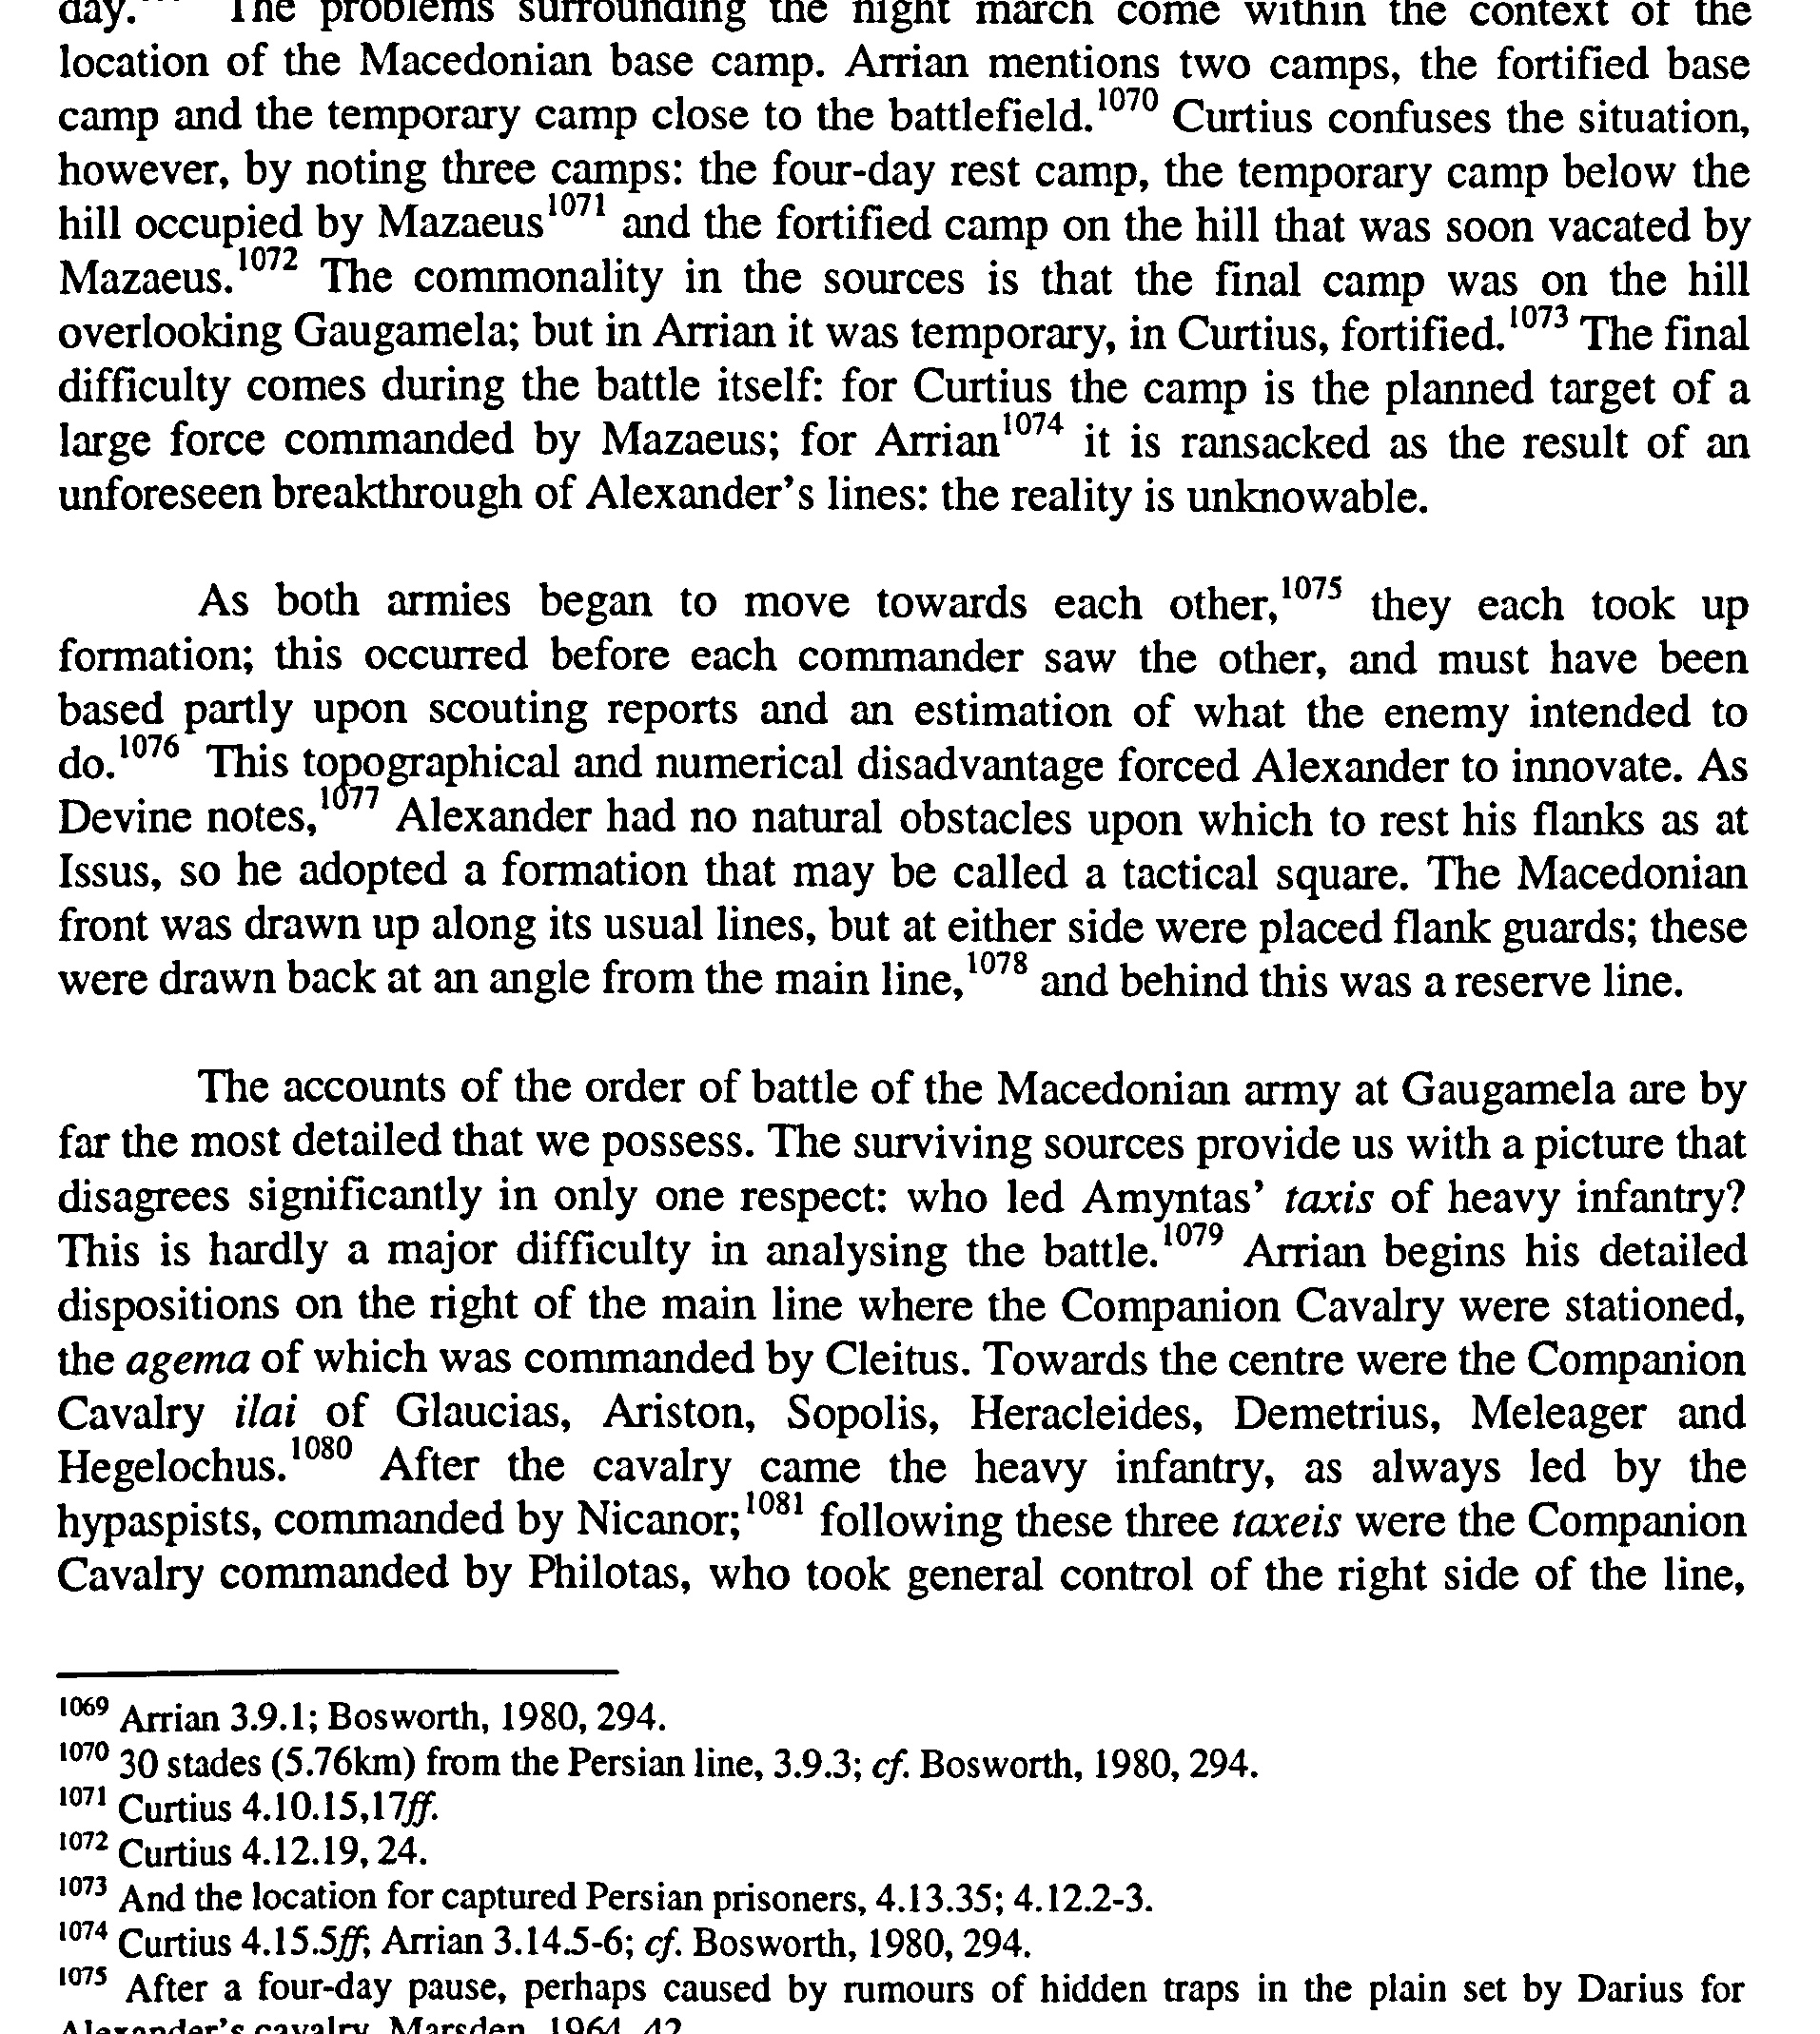 day. The problems surrounding the night march come within the context of the
location of the Macedonian base camp. Arrian mentions two camps, the fortified base
camp and the temporary camp close to the battlefield.1070 Curtius confuses the situation,
however, by noting three camps: the four-day rest camp, the temporary camp below the
hill occupied by Mazaeus1071 and the fortified camp on the hill that was soon vacated by
Mazaeus.1072 The commonality in the sources is that the final camp was on the hill
overlooking Gaugamela; but in Arrian it was temporary, in Curtius, fortified.1073 The final
difficulty comes during the battle itself: for Curtius the camp is the planned target of a
large force commanded by Mazaeus; for Arrian1074 it is ransacked as the result of an
unforeseen breakthrough of Alexander's lines: the reality is unknowable.
As both armies began to move towards each other,1075 they each took up
formation; this occurred before each commander saw the other, and must have been
based partly upon scouting reports and an estimation of what the enemy intended to
do.1076 This topographical and numerical disadvantage forced Alexander to innovate. As
Devine notes,1077 Alexander had no natural obstacles upon which to rest his flanks as at
Issus, so he adopted a formation that may be called a tactical square. The Macedonian
front was drawn up along its usual lines, but at either side were placed flank guards; these
were drawn back at an angle from the main line,1078 and behind this was a reserve line.
The accounts of the order of battle of the Macedonian army at Gaugamela are by
far the most detailed that we possess. The surviving sources provide us with a picture that
disagrees significantly in only one respect: who led Amyntas' taxis of heavy infantry?
This is hardly a major difficulty in analysing the battle.1079 Arrian begins his detailed
dispositions on the right of the main line where the Companion Cavalry were stationed,
the agema of which was commanded by Cleitus. Towards the centre were the Companion
Cavalry ilai of Glaucias, Ariston, Sopolis, Heracleides, Demetrius, Meleager and
Hegelochus.1080 After the cavalry came the heavy infantry, as always led by the
hypaspists, commanded by Nicanor;1081 following these three taxeis were the Companion
Cavalry commanded by Philotas, who took general control of the right side of the line,
1069 Arrian 3.9.1; Bosworth, 1980, 294.
1070 30 stades (5.76km) from the Persian line, 3.9.3; cf. Bosworth, 1980, 294.
1071 Curtius 4.10.15,17ff.
1072 Curtius 4.12.19, 24.
1073 And the location for captured Persian prisoners, 4.13.35; 4.12.2-3.
1074 Curtius 4.15.5ff; Arrian 3.14.5-6; cf. Bosworth, 1980, 294.
1075 After a four-day pause, perhaps caused by rumours of hidden traps in the plain set by Darius for
Alexander's cavalry, Marsden, 1964, 42.